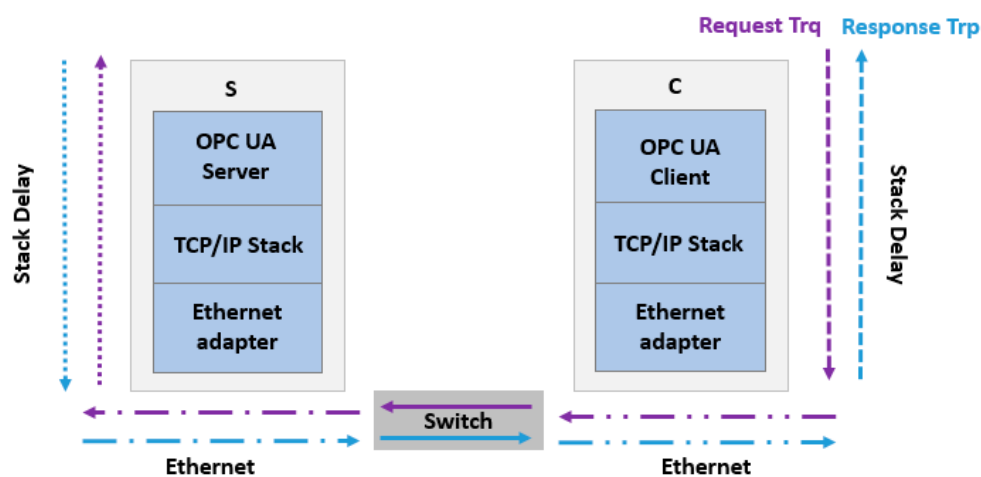 Request Trq
Response Trp
S
OPC UA
Server
TCP/IP Stack
Ethernet
adapter
Stack Delay
C
OPC UA
Client
TCP/IP Stack
Ethernet
adapter
Stack Delay
Switch
Ethernet
Ethernet